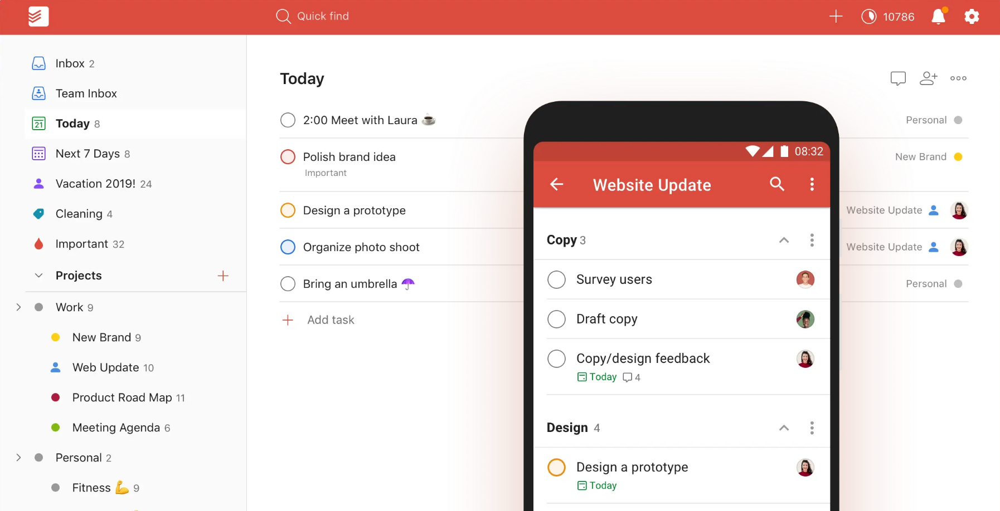 Quick find
10786
Inbox 2
Team Inbox
21 Today 8
Next 7 Days 8
Vacation 2019! 24
Cleaning 4
Important 32
Projects
Work 9
New Brand 9
Web Update 10
Product Road Map 11
Meeting Agenda 6
Personal 2
Fitness 💪 9
Today
2:00 Meet with Laura ☕ Personal
Polish brand idea New Brand
Important
Design a prototype Website Update
Organize photo shoot Website Update
Bring an umbrella ☂ Personal
Add task
08:32
Website Update
Copy 3
Survey users
Draft copy
Copy/design feedback
Today 4
Design 4
Design a prototype
Today